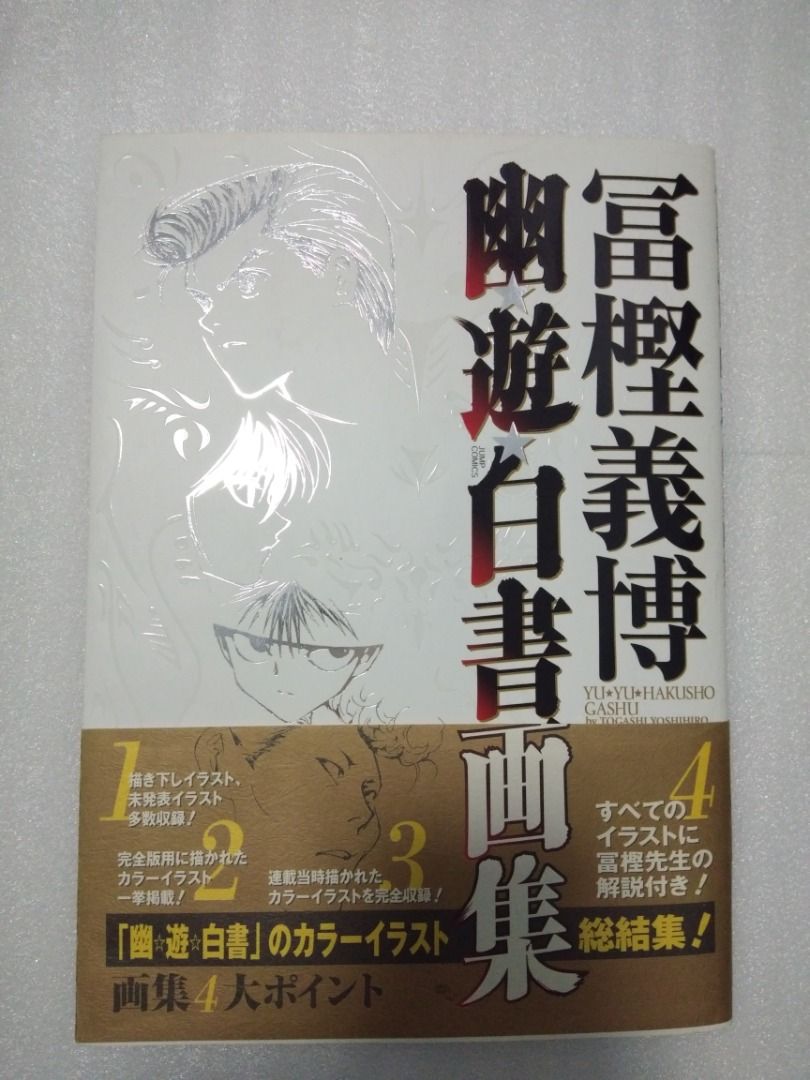 冨樫義博
幽★遊★白書画集
JUMP
COMICS
YU★YU★HAKUSHO
GASHU
by TOGASHI YOSHIHIRO
1
描き下しイラスト、
未発表イラスト
多数収録！
2
完全版用に描かれた
カラーイラスト
一挙掲載！
3
連載当時描かれた
カラーイラストを完全収録！
4
すべての
イラストに
冨樫先生の
解説付き！
「幽☆遊☆白書」のカラーイラスト 総結集！
画集4大ポイント